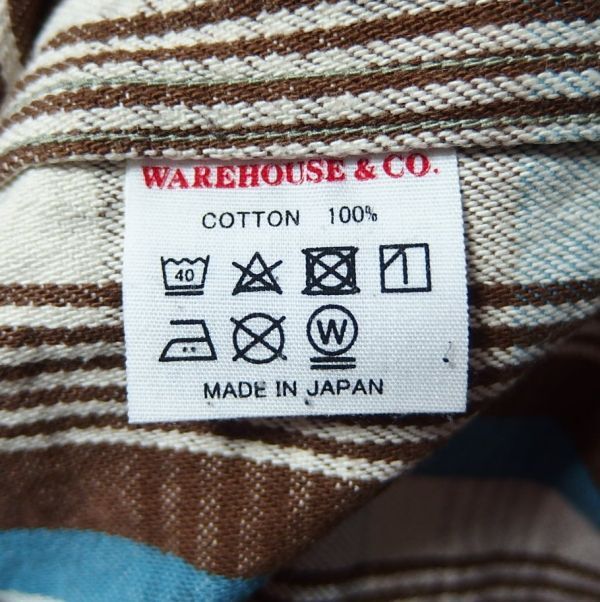 WAREHOUSE & CO.
COTTON 100%
40
W
MADE IN JAPAN